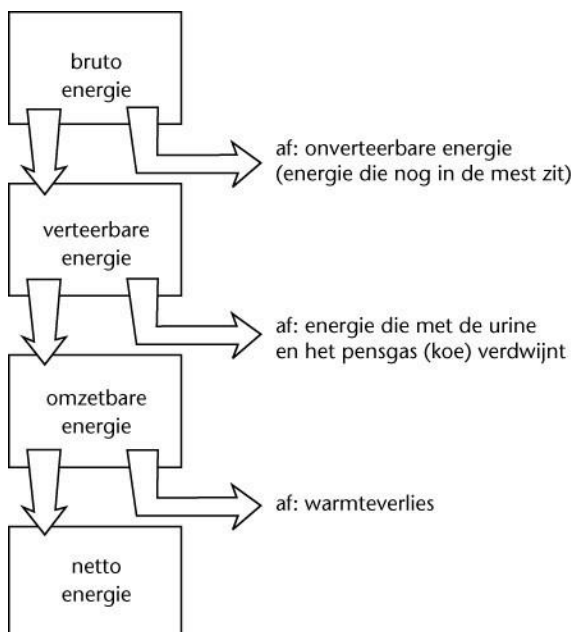 bruto
energie
af: onverteerbare energie
(energie die nog in de mest zit)
verteerbare
energie
af: energie die met de urine
en het pensgas (koe) verdwijnt
omzetbare
energie
af: warmteverlies
netto
energie